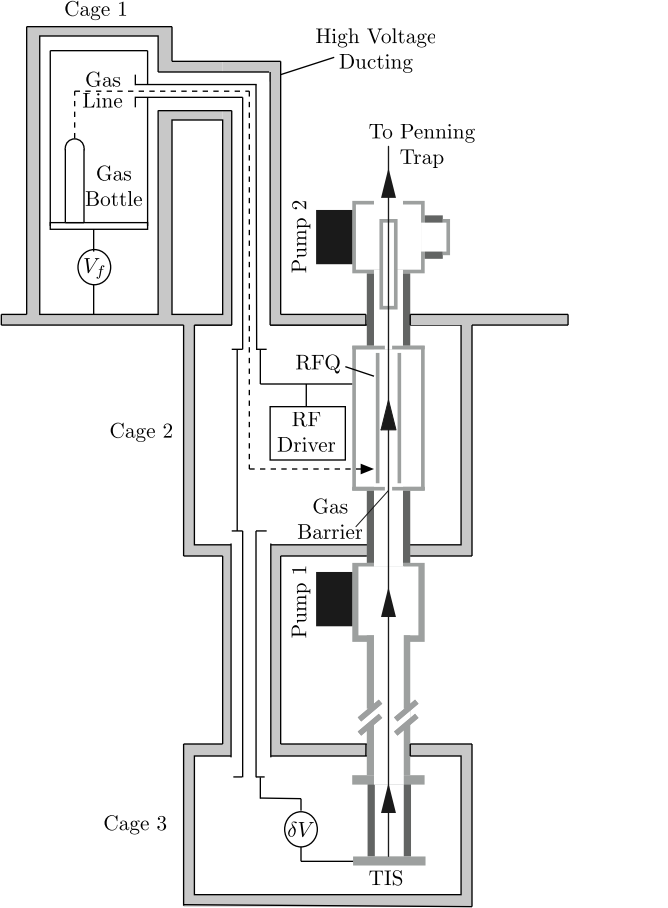 Cage 1
High Voltage
Ducting
Gas
Line
To Penning
Trap
Gas
Bottle
Pump 2
Vf
RFQ
RF
Driver
Cage 2
Gas
Barrier
Pump 1
Cage 3
δV
TIS